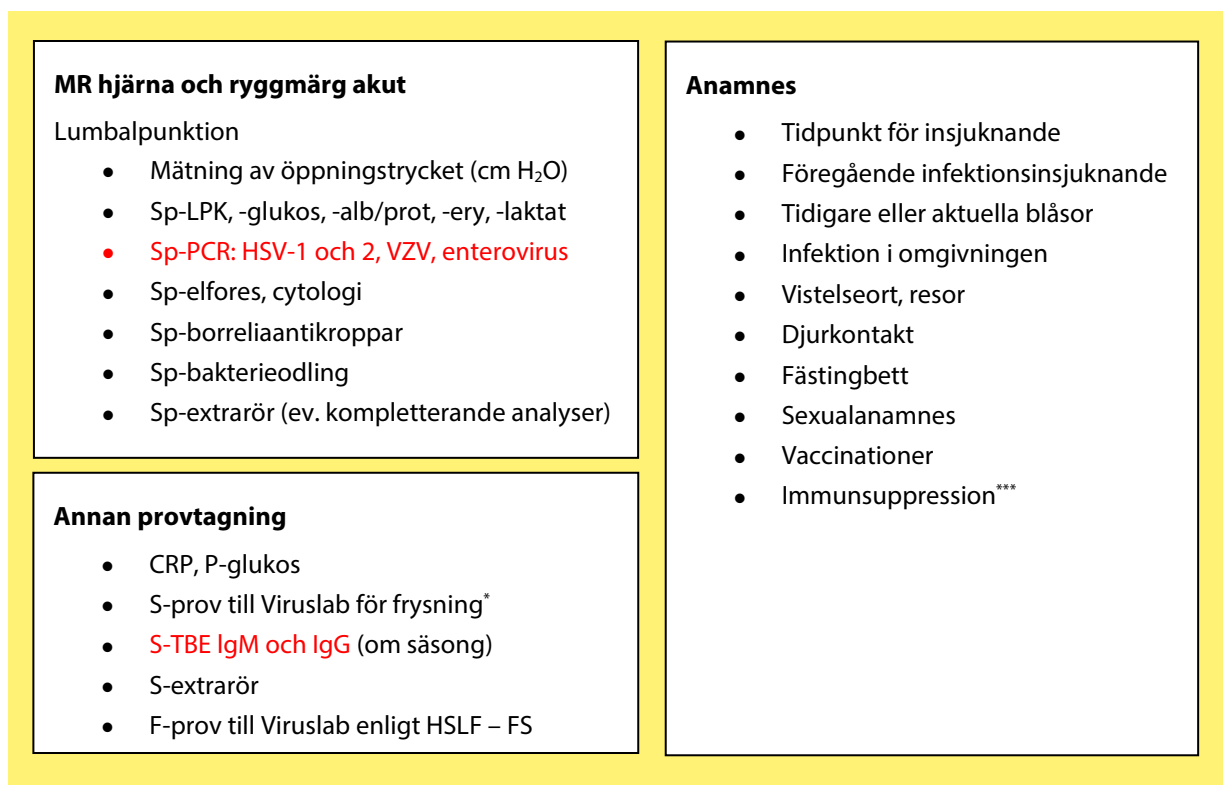 MR hjärna och ryggmärg akut
Lumbalpunktion
• Mätning av öppningstrycket (cm H₂O)
• Sp-LPK, -glukos, -alb/prot, -ery, -laktat
• Sp-PCR: HSV-1 och 2, VZV, enterovirus
• Sp-elfores, cytologi
• Sp-borreliaantikroppar
• Sp-bakterieodling
• Sp-extrarör (ev. kompletterande analyser)
Annan provtagning
• CRP, P-glukos
• S-prov till Viruslab för frysning*
• S-TBE lgM och IgG (om säsong)
• S-extrarör
• F-prov till Viruslab enligt HSLF – FS
Anamnes
• Tidpunkt för insjuknande
• Föregående infektionsinsjuknande
• Tidigare eller aktuella blåsor
• Infektion i omgivningen
• Vistelseort, resor
• Djurkontakt
• Fästingbett
• Sexualanamnes
• Vaccinationer
• Immunsuppression***